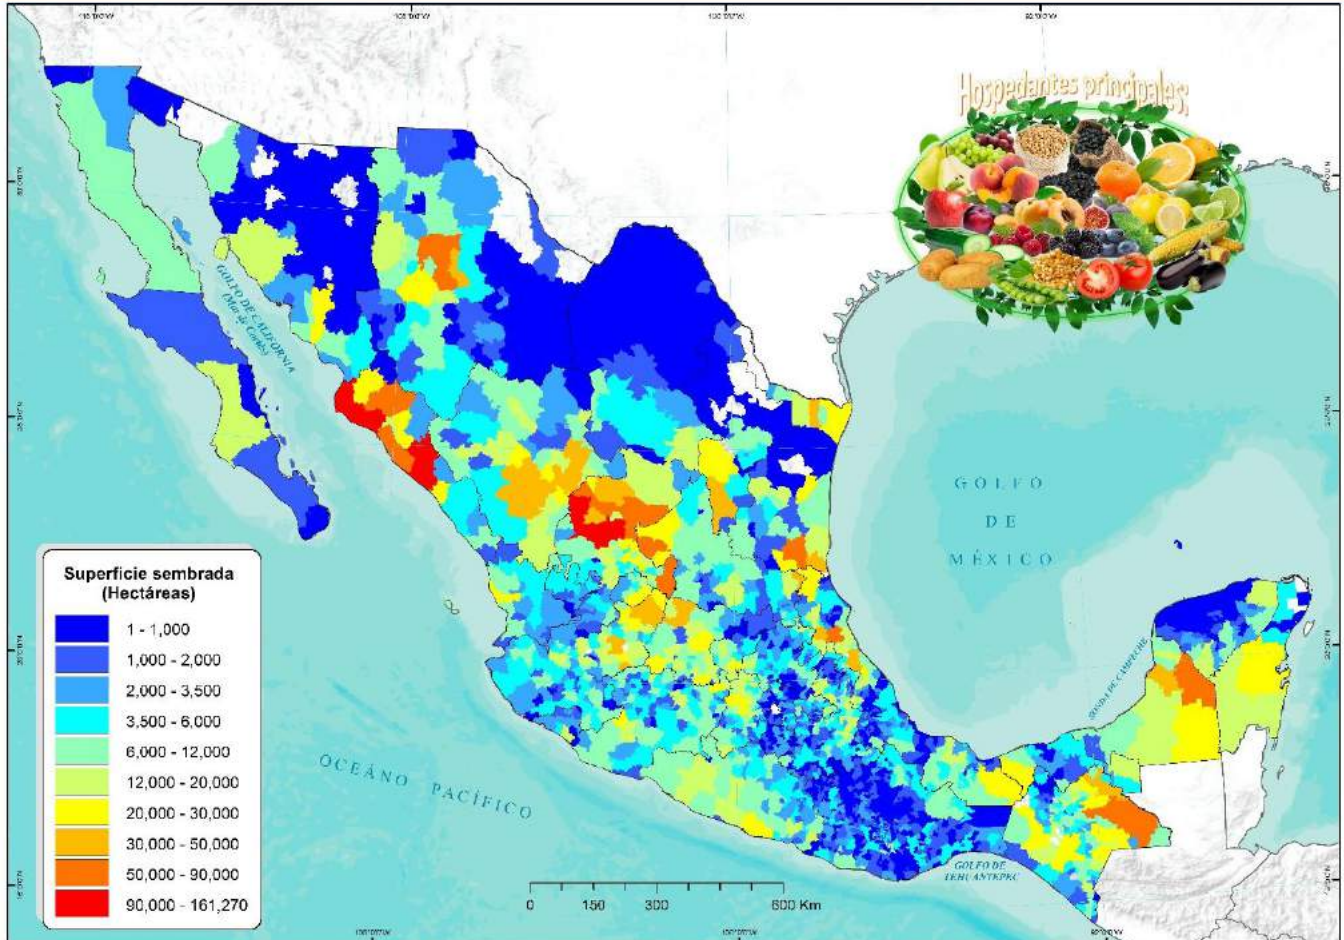 Hospedantes principales:
GOLFO DE CALIFORNIA
(Mar de Cortés)
GOLFO
DE
MÉXICO
SONDA DE CAMPECHE
OCEÁNO PACÍFICO
GOLFO DE
TEHUANTEPEC
Superficie sembrada
(Hectáreas)
1 - 1,000
1,000 - 2,000
2,000 - 3,500
3,500 - 6,000
6,000 - 12,000
12,000 - 20,000
20,000 - 30,000
30,000 - 50,000
50,000 - 90,000
90,000 - 161,270
0 150 300 600 Km